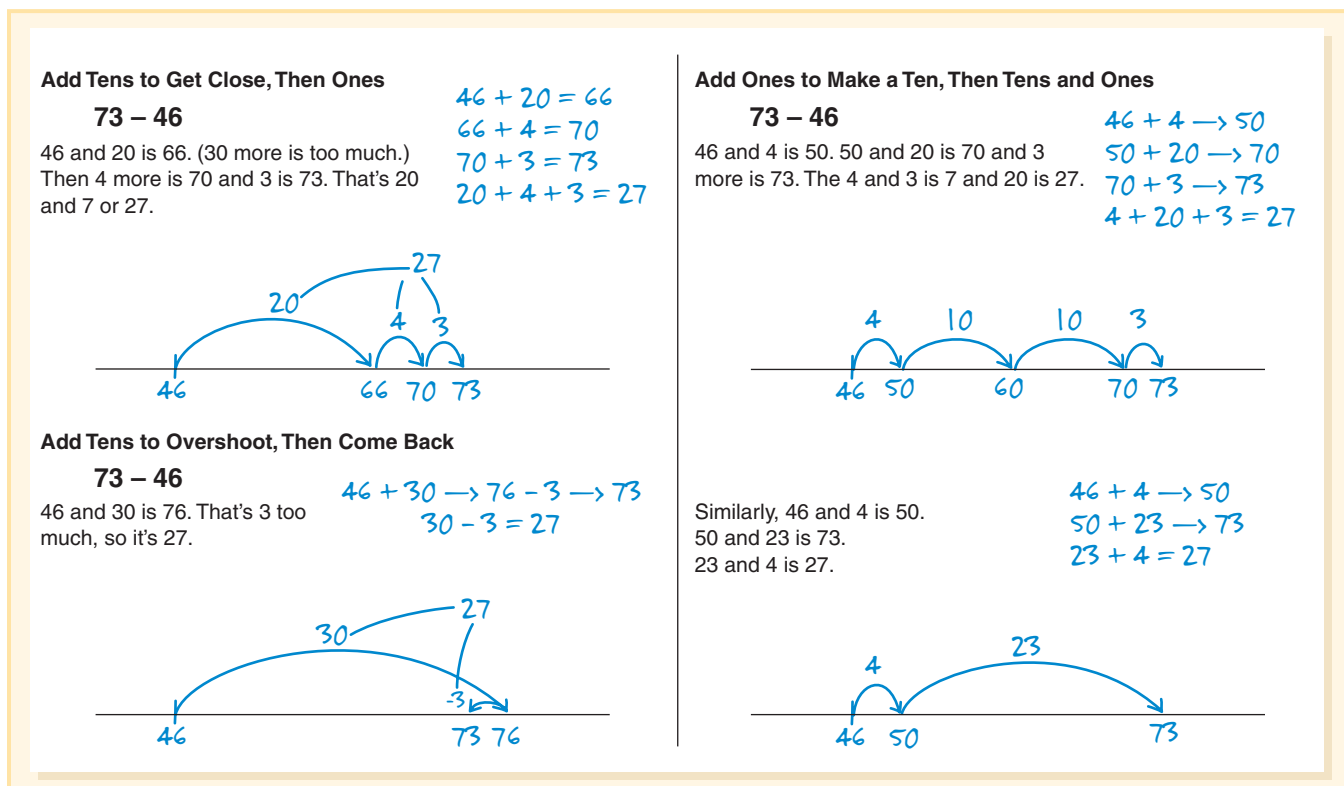 Add Tens to Get Close, Then Ones
73 – 46
46 and 20 is 66. (30 more is too much.)
Then 4 more is 70 and 3 is 73. That's 20
and 7 or 27.
46 + 20 = 66
66 + 4 = 70
70 + 3 = 73
20 + 4 + 3 = 27
27
20
4 3
46 66 70 73
Add Tens to Overshoot, Then Come Back
73 – 46
46 and 30 is 76. That's 3 too
much, so it's 27.
46 + 30 —> 76 - 3 —> 73
30 - 3 = 27
27
30
-3
46 73 76
Add Ones to Make a Ten, Then Tens and Ones
73 – 46
46 and 4 is 50. 50 and 20 is 70 and 3
more is 73. The 4 and 3 is 7 and 20 is 27.
46 + 4 —> 50
50 + 20 —> 70
70 + 3 —> 73
4 + 20 + 3 = 27
4 10 10 3
46 50 60 70 73
Similarly, 46 and 4 is 50.
50 and 23 is 73.
23 and 4 is 27.
46 + 4 —> 50
50 + 23 —> 73
23 + 4 = 27
23
4
46 50 73